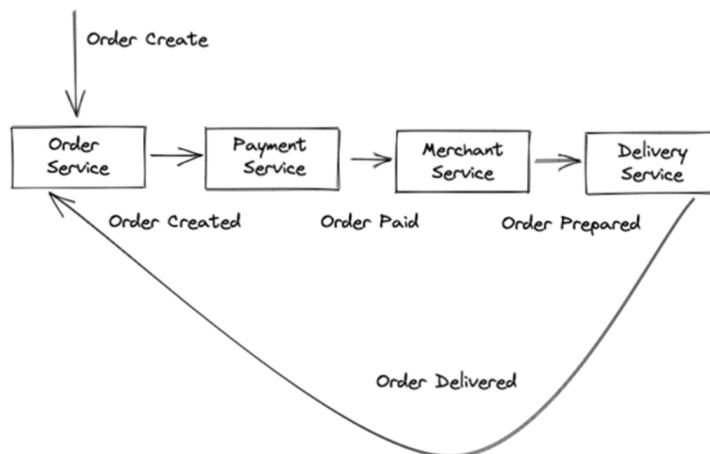 Order Create
Order
Service
Payment
Service
Merchant
Service
Delivery
Service
Order Created
Order Paid
Order Prepared
Order Delivered